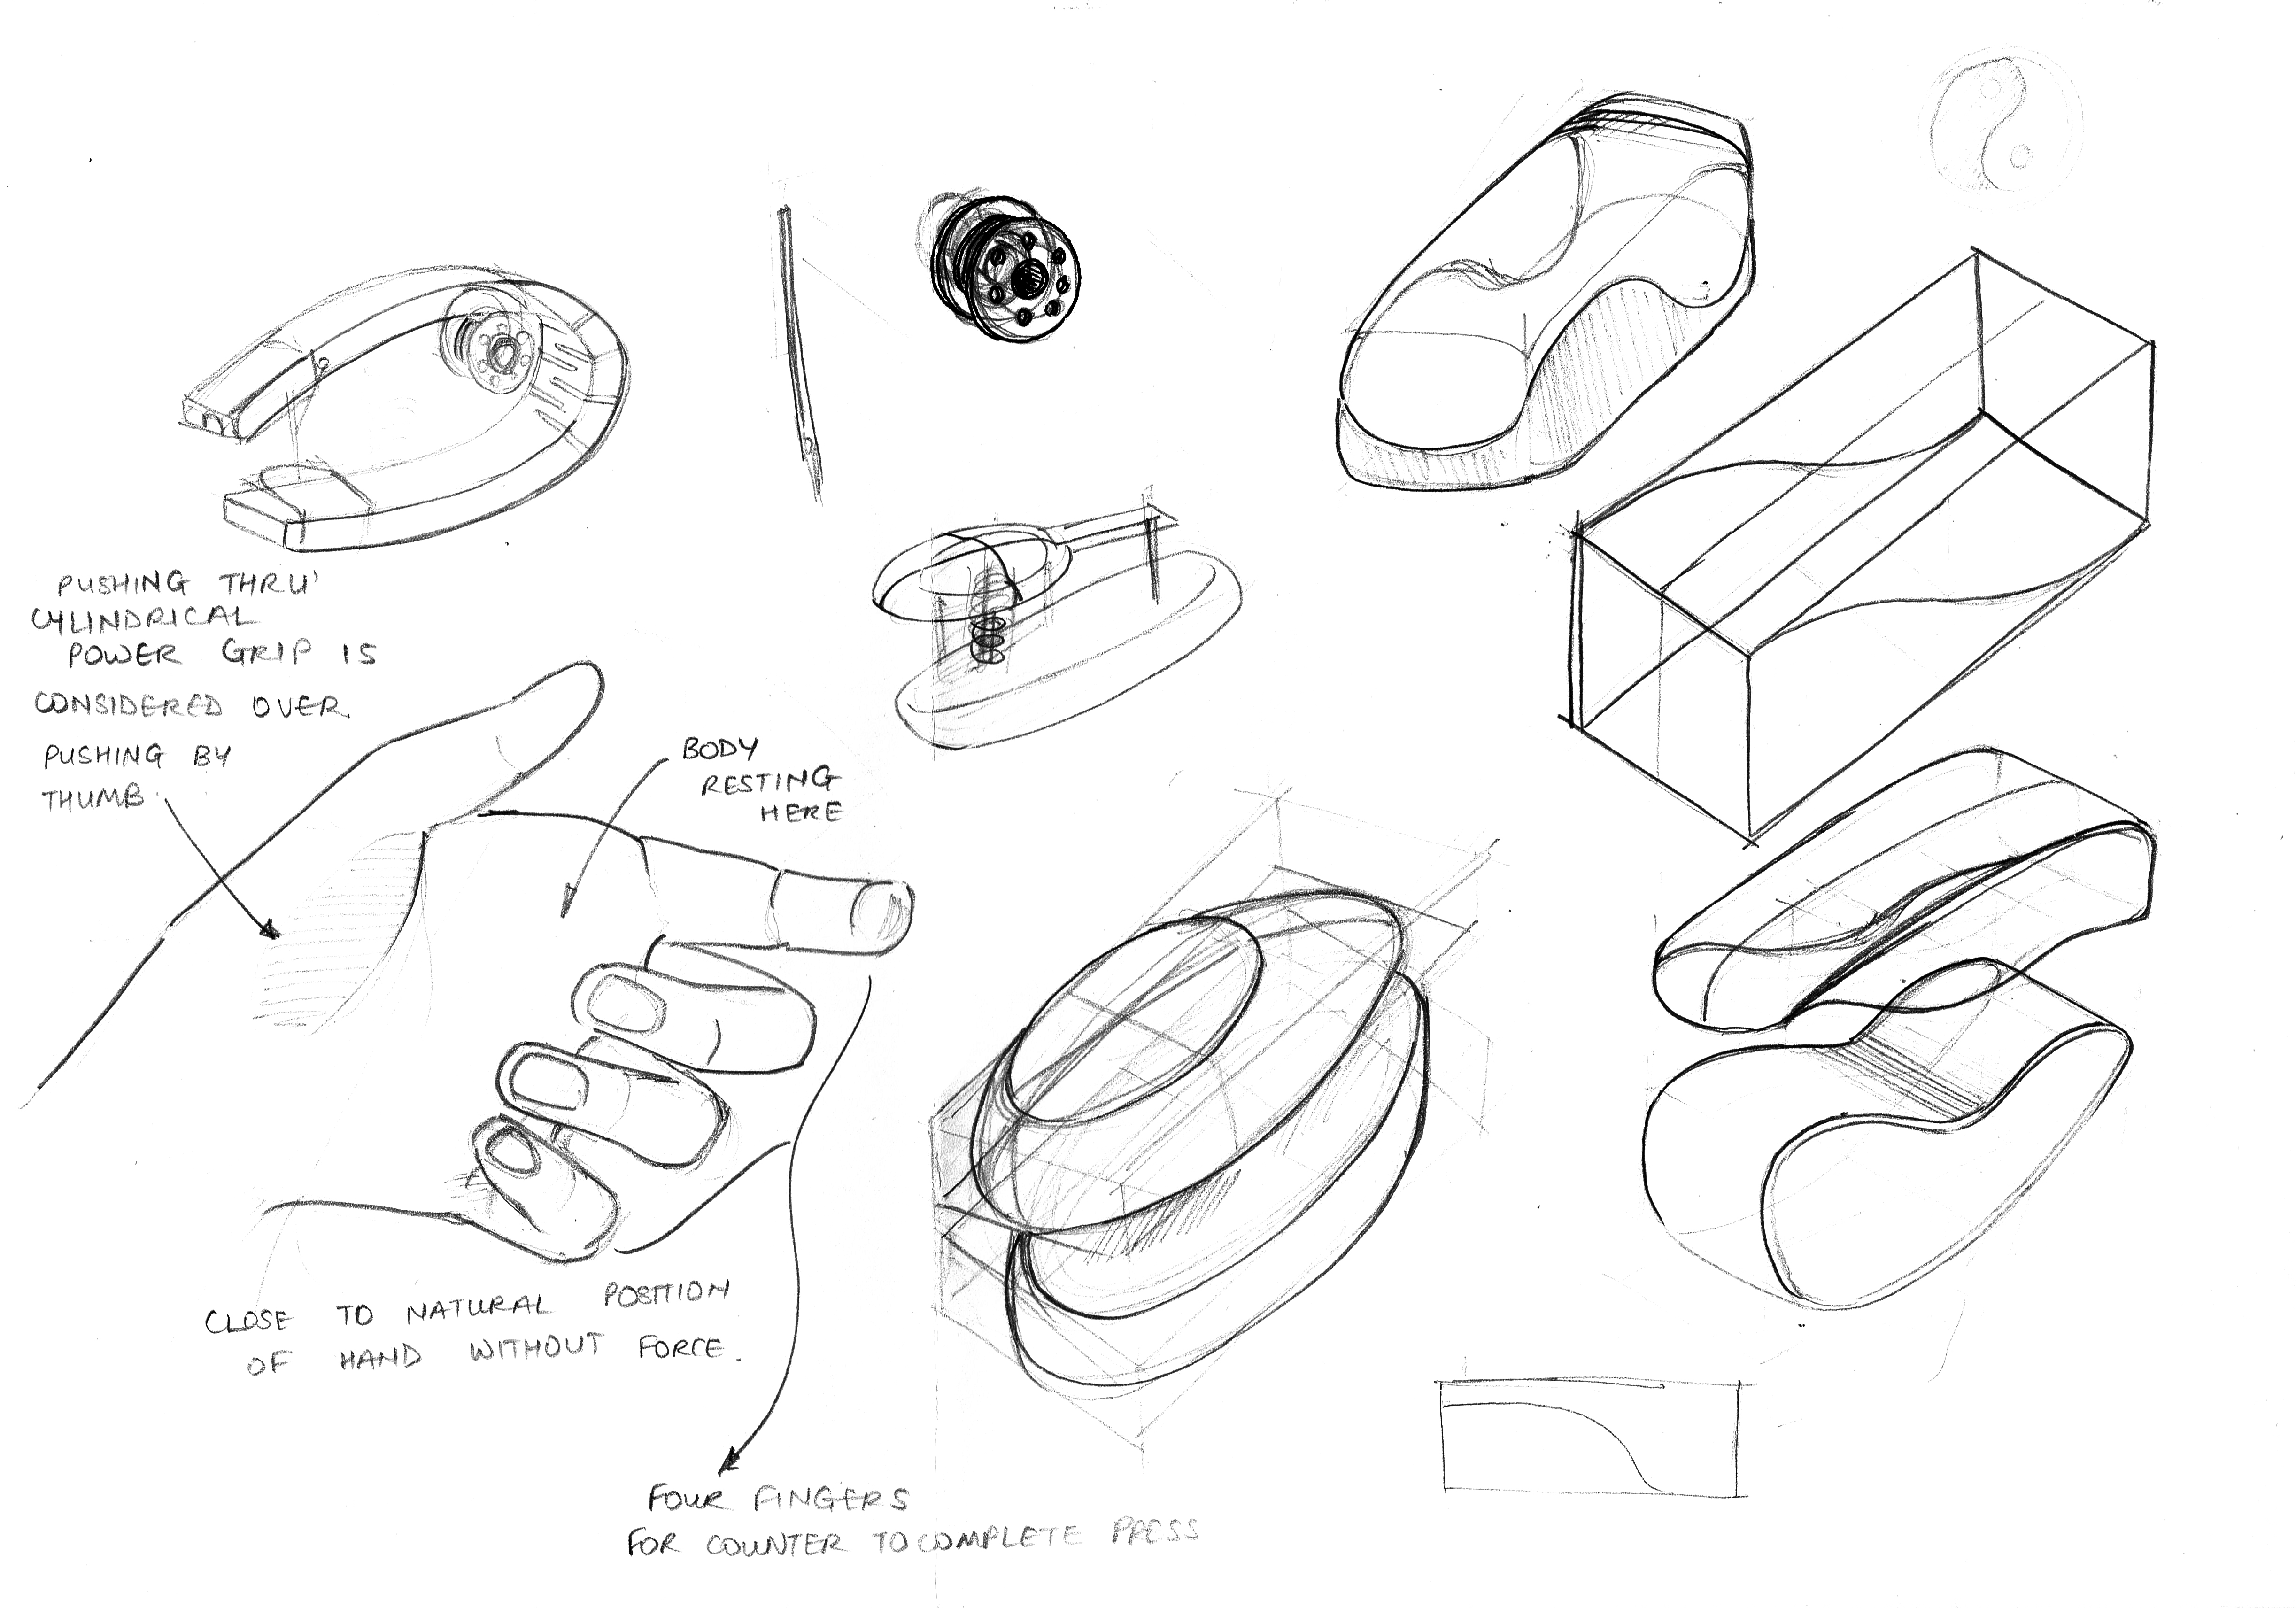 PUSHING THRU'
CYLINDRICAL
POWER GRIP IS
CONSIDERED OVER
PUSHING BY
THUMB.
BODY
RESTING
HERE
CLOSE TO NATURAL POSITION
OF HAND WITHOUT FORCE.
FOUR FINGERS
FOR COUNTER TO COMPLETE PRESS